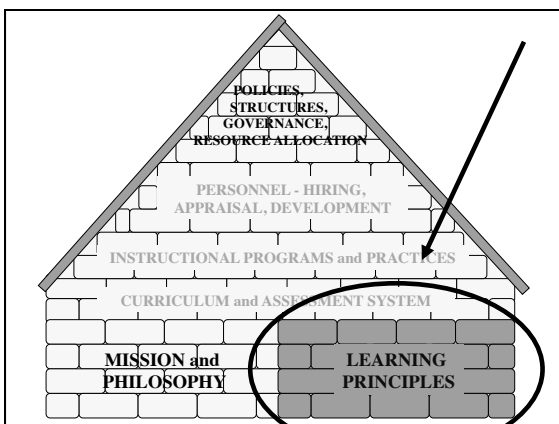 POLICIES,
STRUCTURES,
GOVERNANCE,
RESOURCE ALLOCATION
PERSONNEL - HIRING,
APPRAISAL, DEVELOPMENT
INSTRUCTIONAL PROGRAMS and PRACTICES
CURRICULUM and ASSESSMENT SYSTEM
MISSION and
PHILOSOPHY
LEARNING
PRINCIPLES